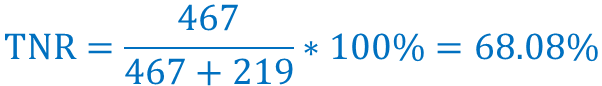 TNR = 467 / (467 + 219) * 100% = 68.08%